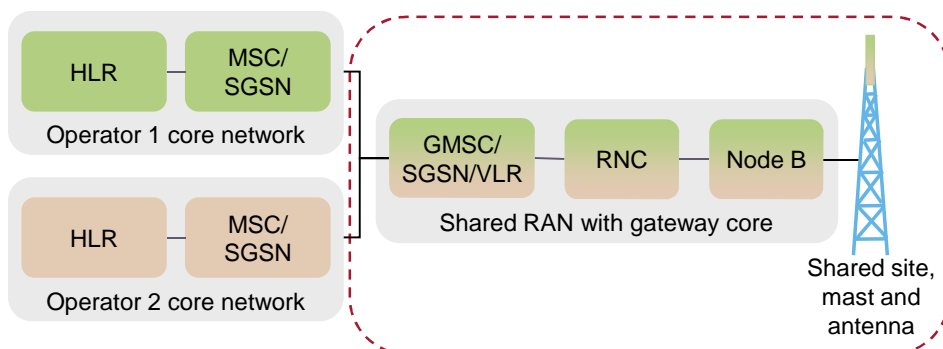 HLR
MSC/
SGSN
Operator 1 core network
GMSC/
SGSN/VLR
RNC
Node B
Shared RAN with gateway core
HLR
MSC/
SGSN
Operator 2 core network
Shared site,
mast and
antenna